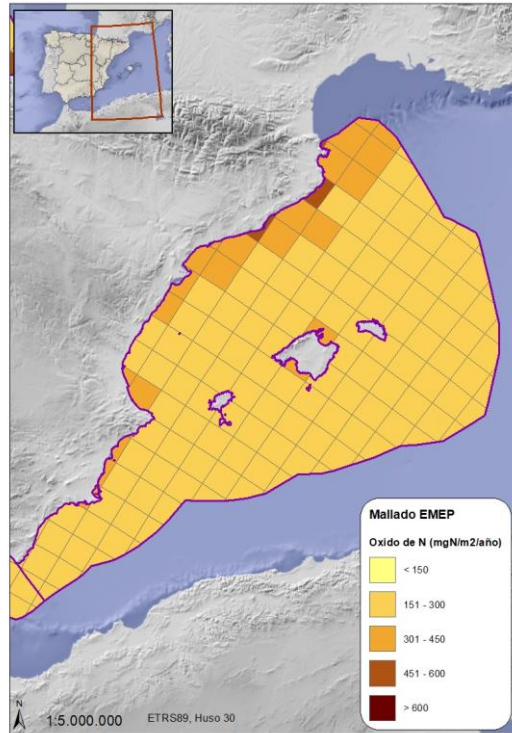 Mallado EMEP
Oxido de N (mgN/m2/año)
< 150
151 - 300
301 - 450
451 - 600
> 600
N
1:5.000.000
ETRS89, Huso 30